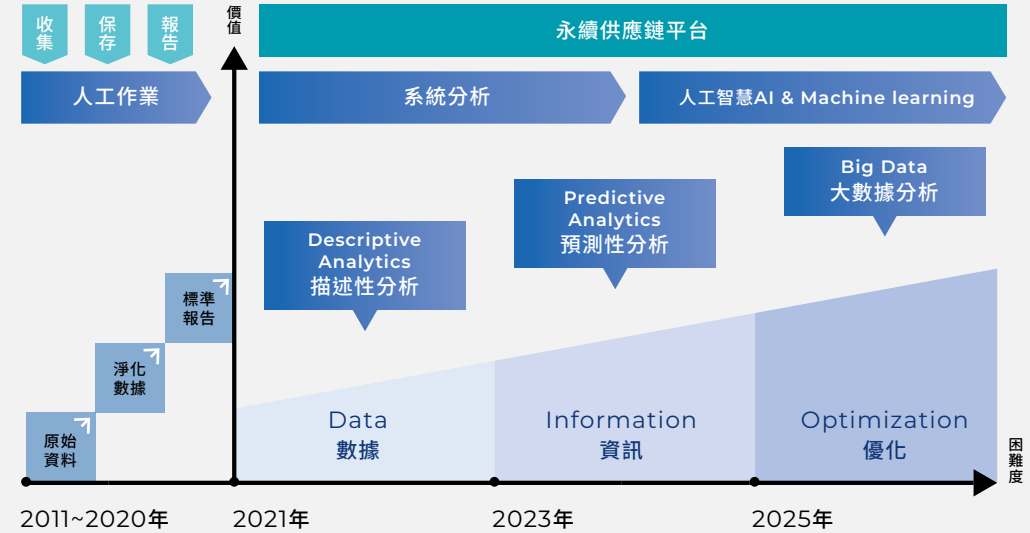 收集
保存
報告
價值
永續供應鏈平台
人工作業
系統分析
人工智慧AI & Machine learning
Big Data
大數據分析
Predictive
Analytics
預測性分析
Descriptive
Analytics
描述性分析
標準
報告
淨化
數據
原始
資料
Data
數據
Information
資訊
Optimization
優化
困難度
2011~2020年
2021年
2023年
2025年